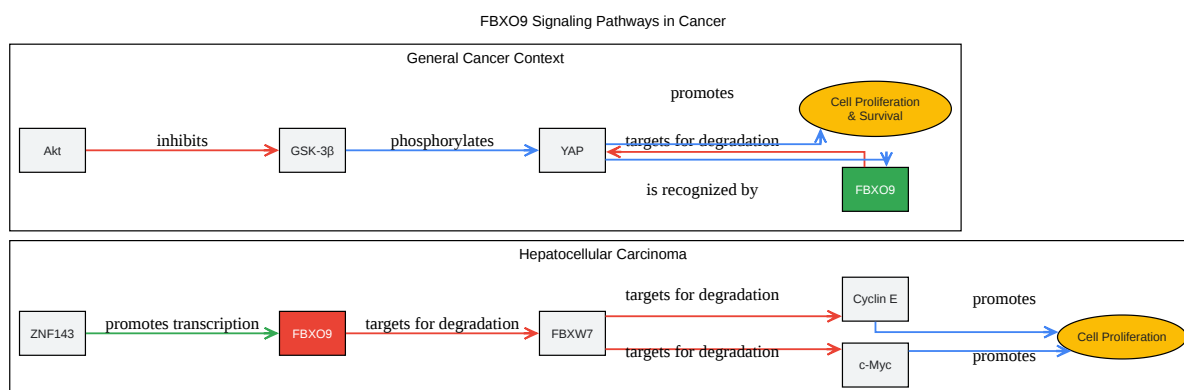 FBXO9 Signaling Pathways in Cancer
General Cancer Context
promotes
Cell Proliferation
& Survival
Akt
inhibits
GSK-3β
phosphorylates
YAP
targets for degradation
is recognized by
FBXO9
Hepatocellular Carcinoma
targets for degradation
Cyclin E
promotes
ZNF143
promotes transcription
FBXO9
targets for degradation
FBXW7
Cell Proliferation
targets for degradation
c-Myc
promotes